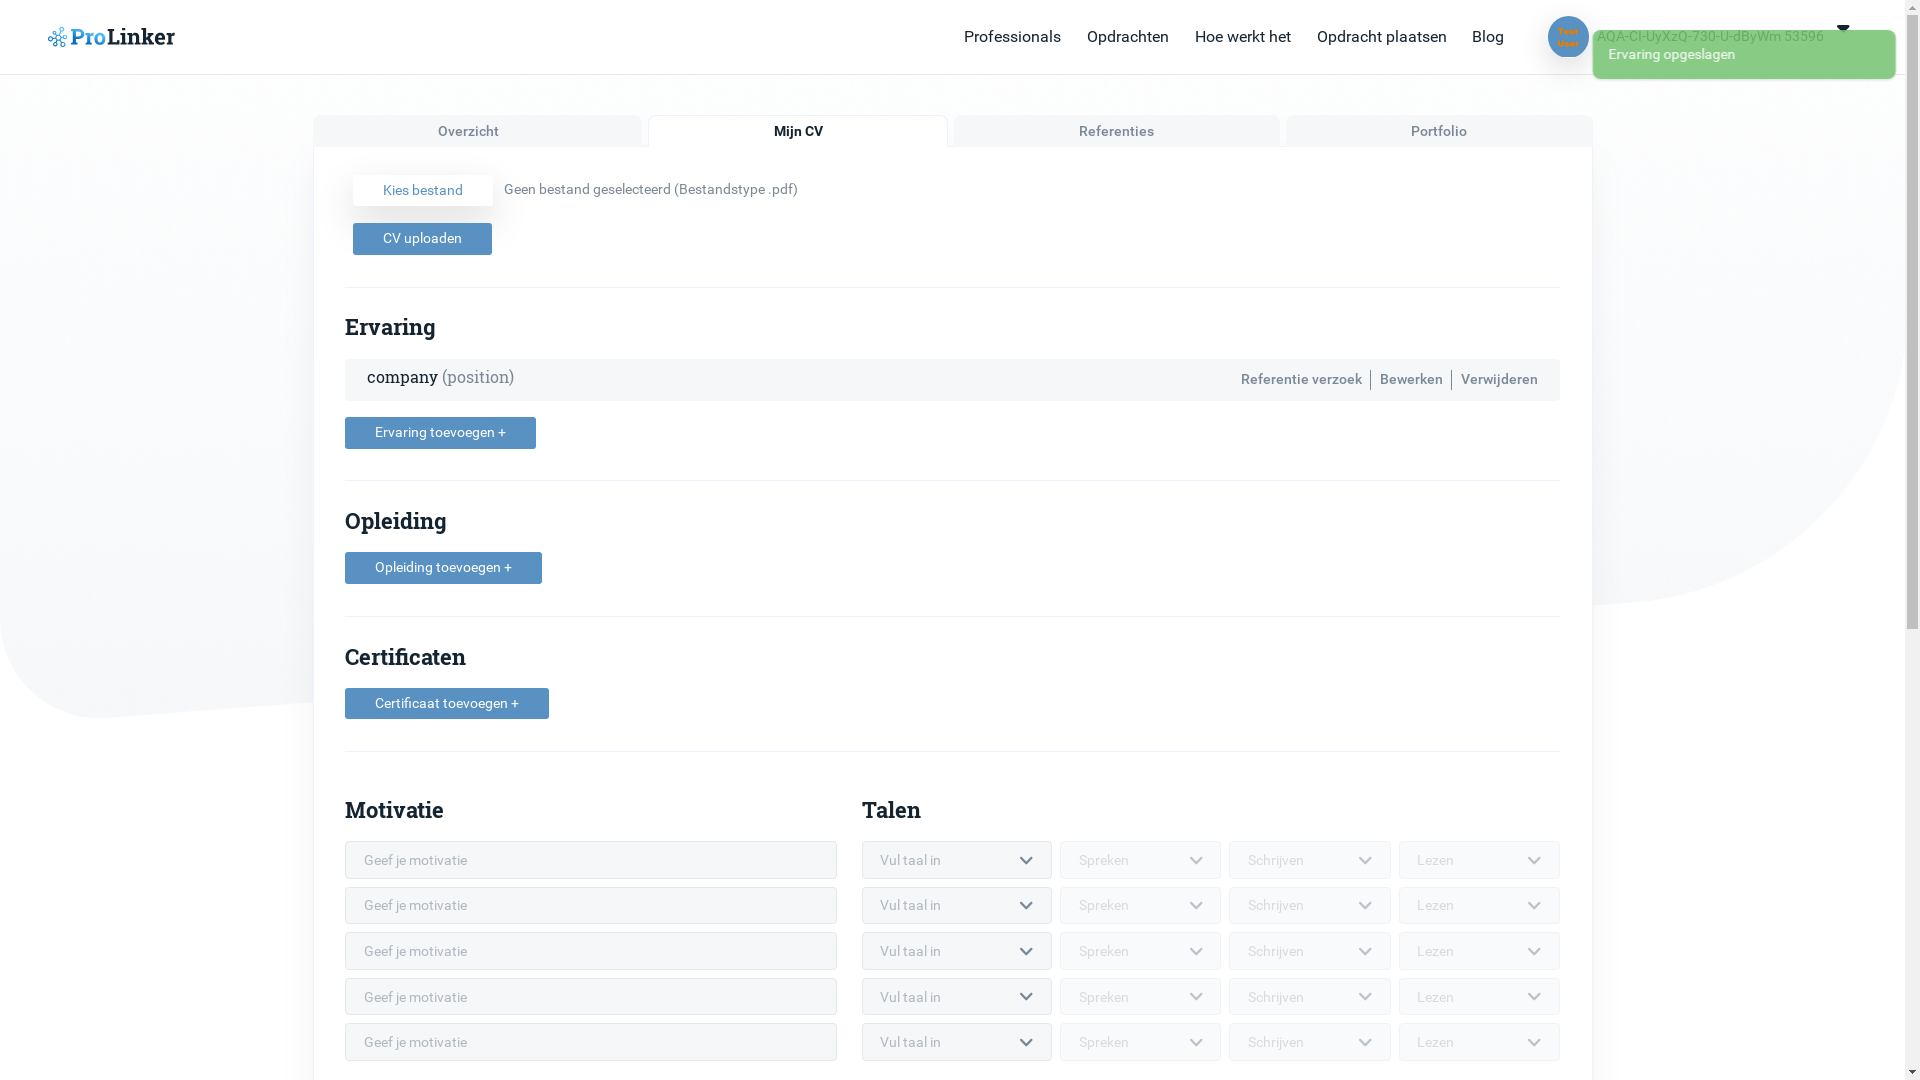 ProLinker
Professionals
Opdrachten
Hoe werkt het
Opdracht plaatsen
Blog
Test
User
AQA-CI-UyXzQ-730-U-dByWm 53596
Ervaring opgeslagen
Overzicht
Mijn CV
Referenties
Portfolio
Kies bestand
Geen bestand geselecteerd (Bestandstype .pdf)
CV uploaden
Ervaring
company (position)
Referentie verzoek
Bewerken
Verwijderen
Ervaring toevoegen +
Opleiding
Opleiding toevoegen +
Certificaten
Certificaat toevoegen +
Motivatie
Talen
Geef je motivatie
Vul taal in
Spreken
Schrijven
Lezen
Geef je motivatie
Vul taal in
Spreken
Schrijven
Lezen
Geef je motivatie
Vul taal in
Spreken
Schrijven
Lezen
Geef je motivatie
Vul taal in
Spreken
Schrijven
Lezen
Geef je motivatie
Vul taal in
Spreken
Schrijven
Lezen